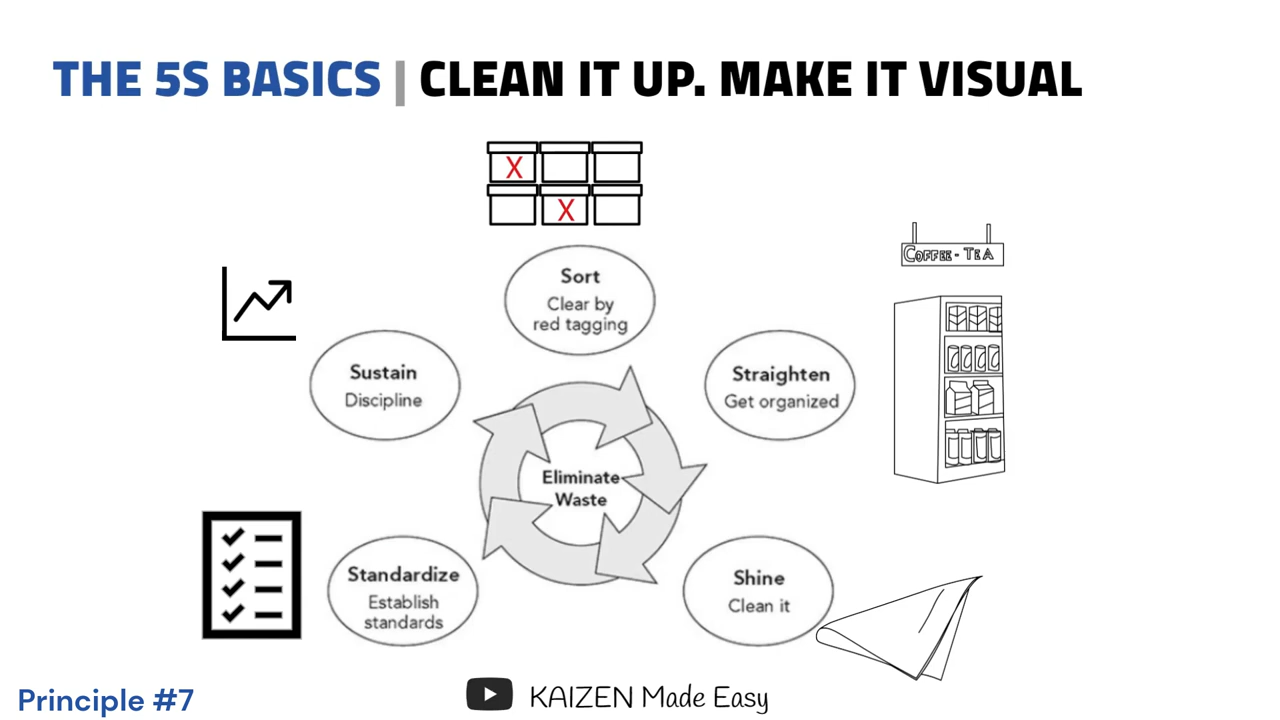 THE 5S BASICS | CLEAN IT UP. MAKE IT VISUAL
X
X
COFFEE - TEA
Sort
Clear by
red tagging
Sustain
Discipline
Straighten
Get organized
Eliminate
Waste
Standardize
Establish
standards
Shine
Clean it
Principle #7
KAIZEN Made Easy